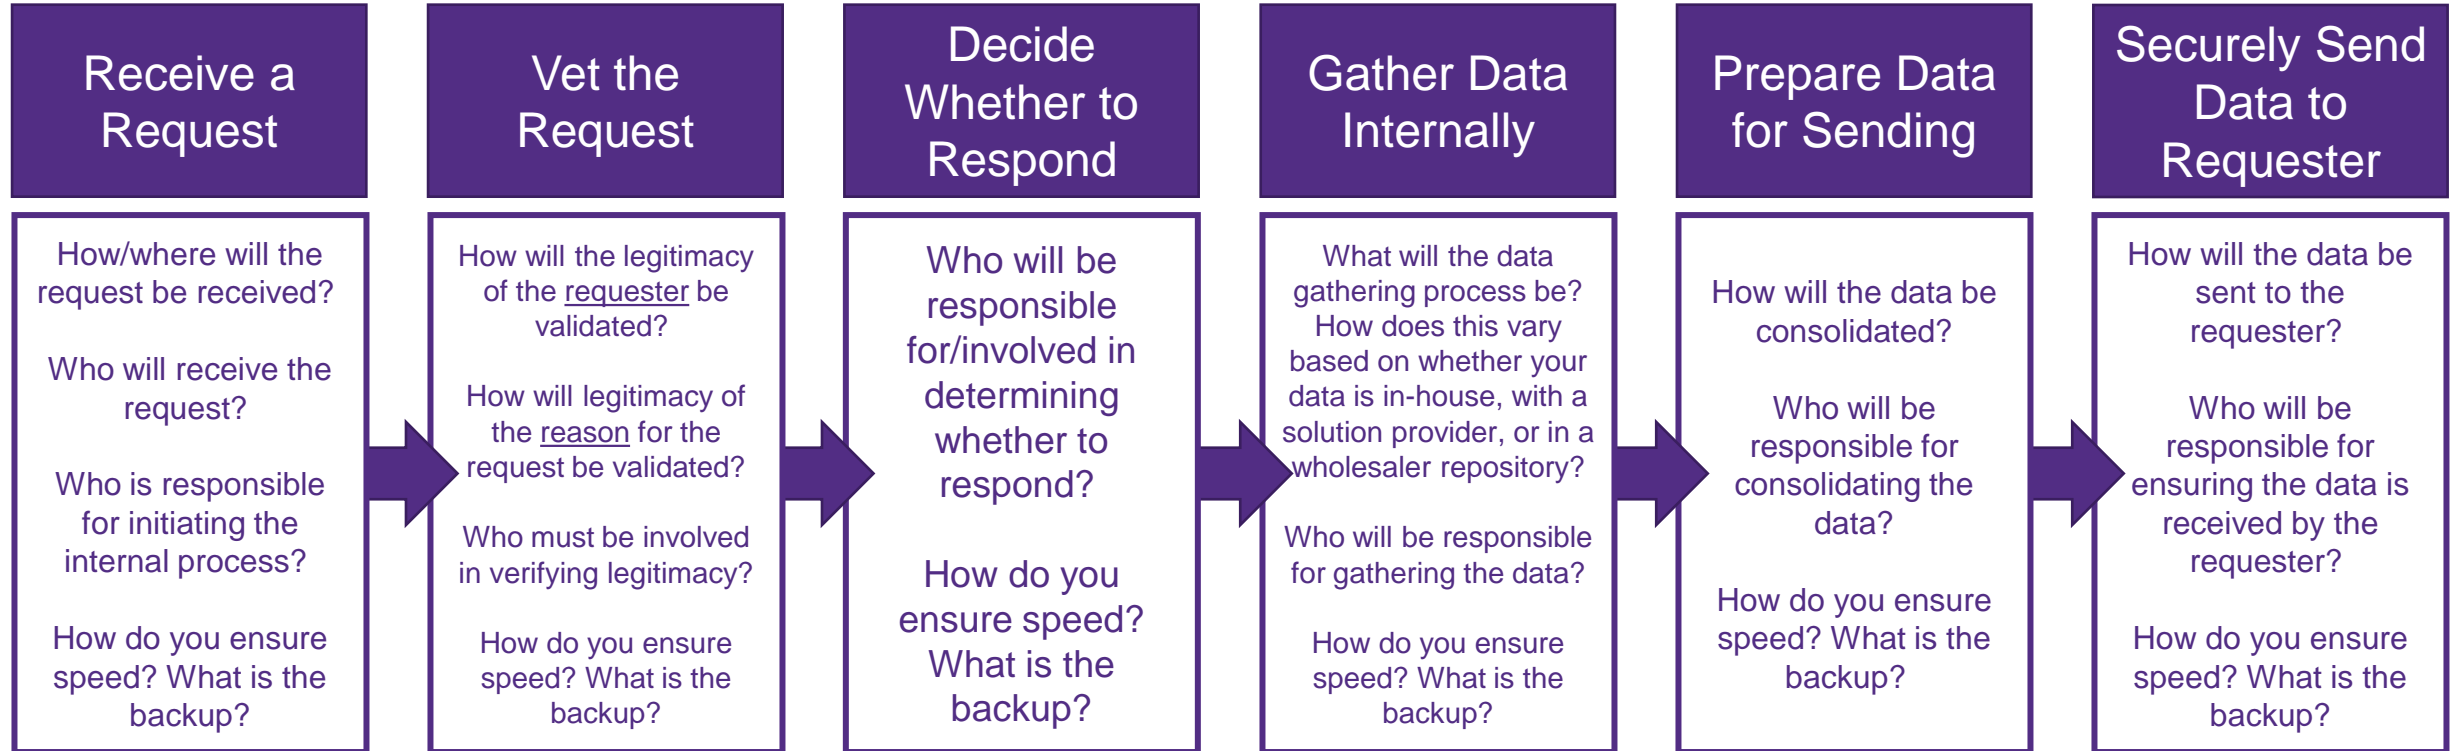 Receive a
Request
How/where will the
request be received?
Who will receive the
request?
Who is responsible
for initiating the
internal process?
How do you ensure
speed? What is the
backup?
Vet the
Request
How will the legitimacy
of the requester be
validated?
How will legitimacy of
the reason for the
request be validated?
Who must be involved
in verifying legitimacy?
How do you ensure
speed? What is the
backup?
Decide
Whether to
Respond
Who will be
responsible
for/involved in
determining
whether to
respond?
How do you
ensure speed?
What is the
backup?
Gather Data
Internally
What will the data
gathering process be?
How does this vary
based on whether your
data is in-house, with a
solution provider, or in a
wholesaler repository?
Who will be responsible
for gathering the data?
How do you ensure
speed? What is the
backup?
Prepare Data
for Sending
How will the data be
consolidated?
Who will be
responsible for
consolidating the
data?
How do you ensure
speed? What is the
backup?
Securely Send
Data to
Requester
How will the data be
sent to the
requester?
Who will be
responsible for
ensuring the data is
received by the
requester?
How do you ensure
speed? What is the
backup?